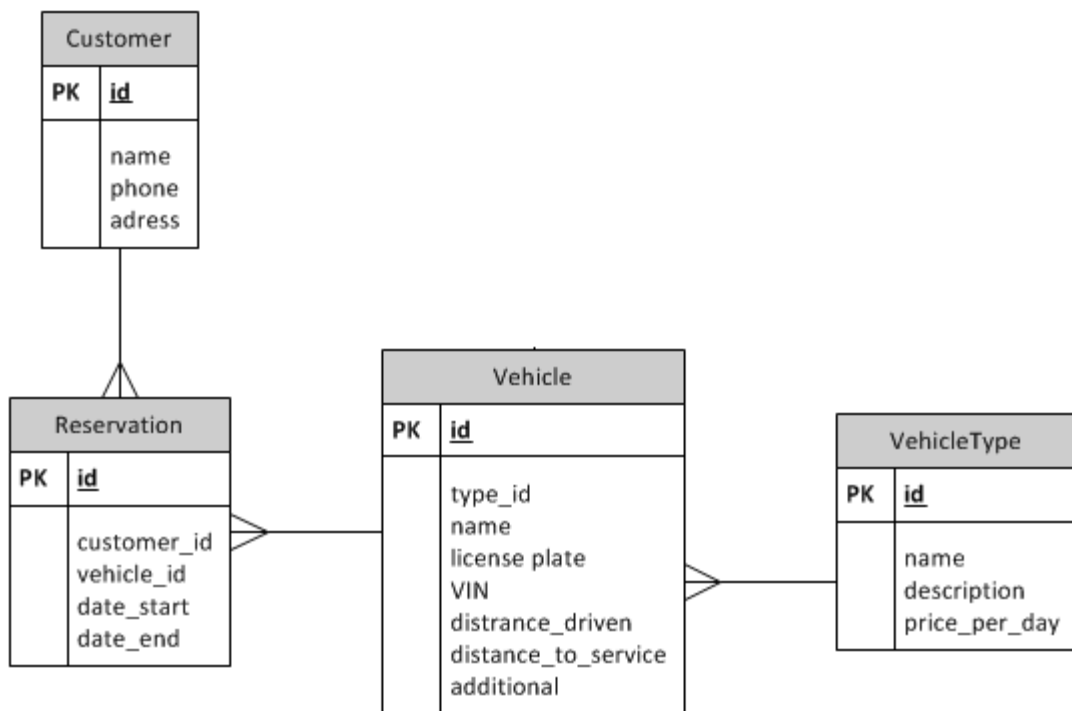 Customer
PK id
name
phone
adress
Reservation
PK id
customer_id
vehicle_id
date_start
date_end
Vehicle
PK id
type_id
name
license plate
VIN
distrance_driven
distance_to_service
additional
VehicleType
PK id
name
description
price_per_day